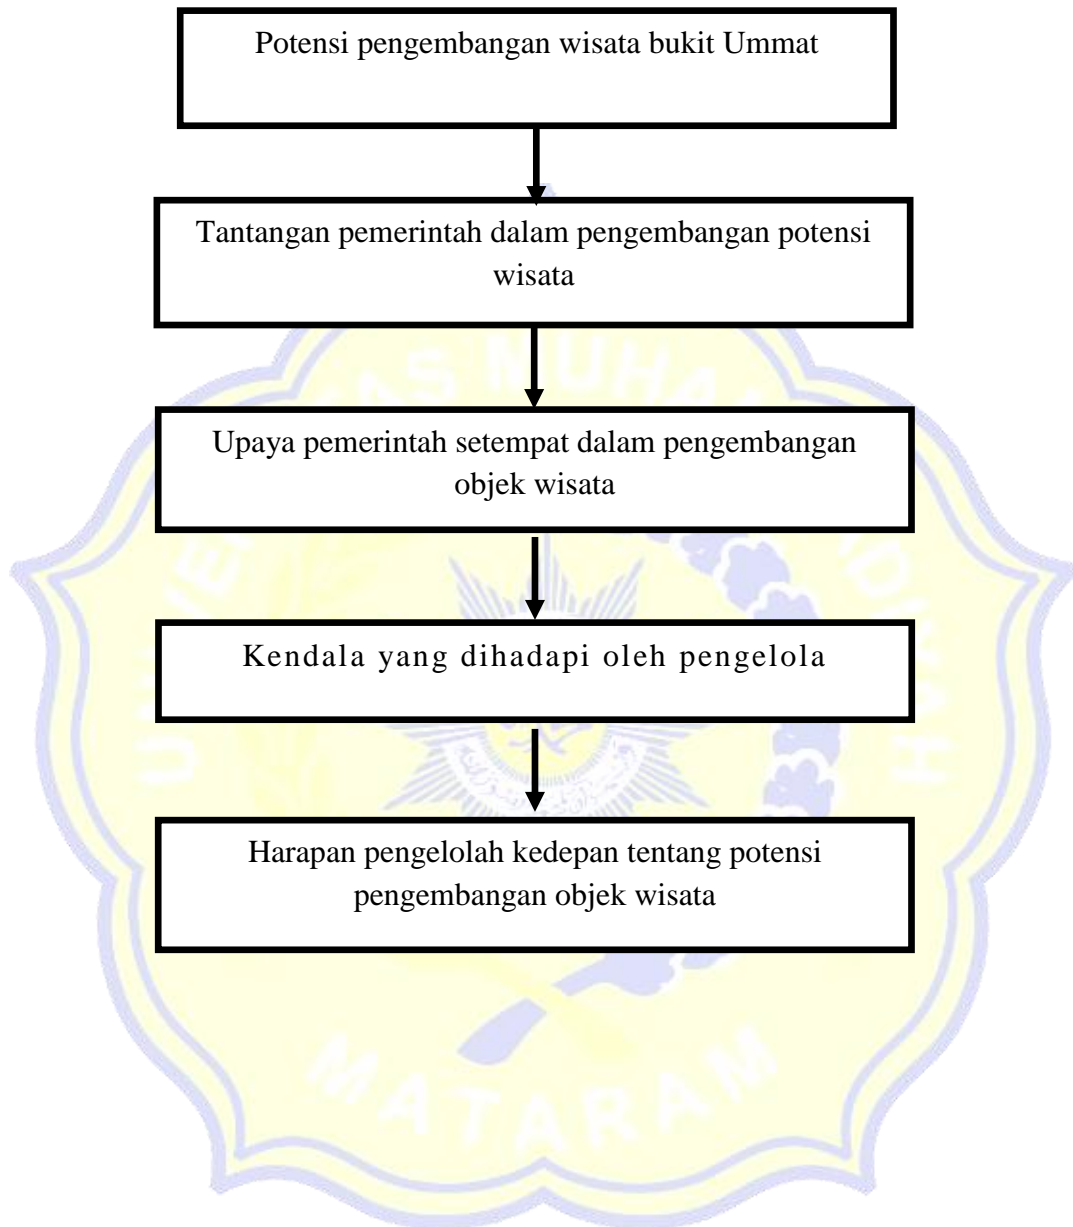 Potensi pengembangan wisata bukit Ummat
Tantangan pemerintah dalam pengembangan potensi
wisata
Upaya pemerintah setempat dalam pengembangan
objek wisata
Kendala yang dihadapi oleh pengelola
Harapan pengelolah kedepan tentang potensi
pengembangan objek wisata
MATARAM